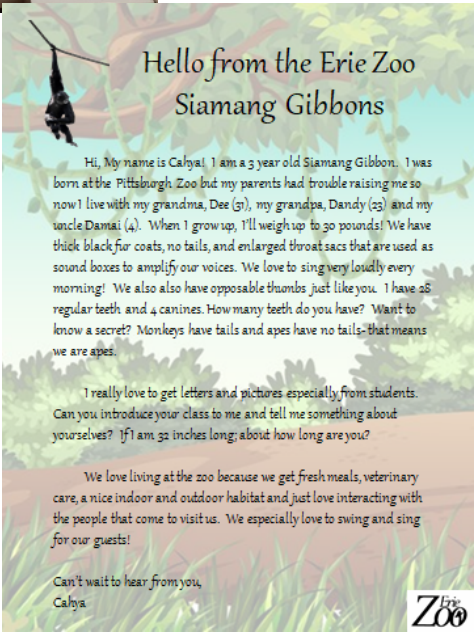 Hello from the Erie Zoo
Siamang Gibbons
Hi, My name is Cahya! I am a 3 year old Siamang Gibbon. I was
born at the Pittsburgh Zoo but my parents had trouble raising me so
now I live with my grandma, Dee (31), my grandpa, Dandy (23) and my
uncle Damai (4). When I grow up, I'll weigh up to 30 pounds! We have
thick black fur coats, no tails, and enlarged throat sacs that are used as
sound boxes to amplify our voices. We love to sing very loudly every
morning! We also also have opposable thumbs just like you. I have 28
regular teeth and 4 canines. How many teeth do you have? Want to
know a secret? Monkeys have tails and apes have no tails- that means
we are apes.
I really love to get letters and pictures especially from students.
Can you introduce your class to me and tell me something about
yourselves? If I am 32 inches long; about how long are you?
We love living at the zoo because we get fresh meals, veterinary
care, a nice indoor and outdoor habitat and just love interacting with
the people that come to visit us. We especially love to swing and sing
for our guests!
Can't wait to hear from you,
Cahya
Erie
Zoo